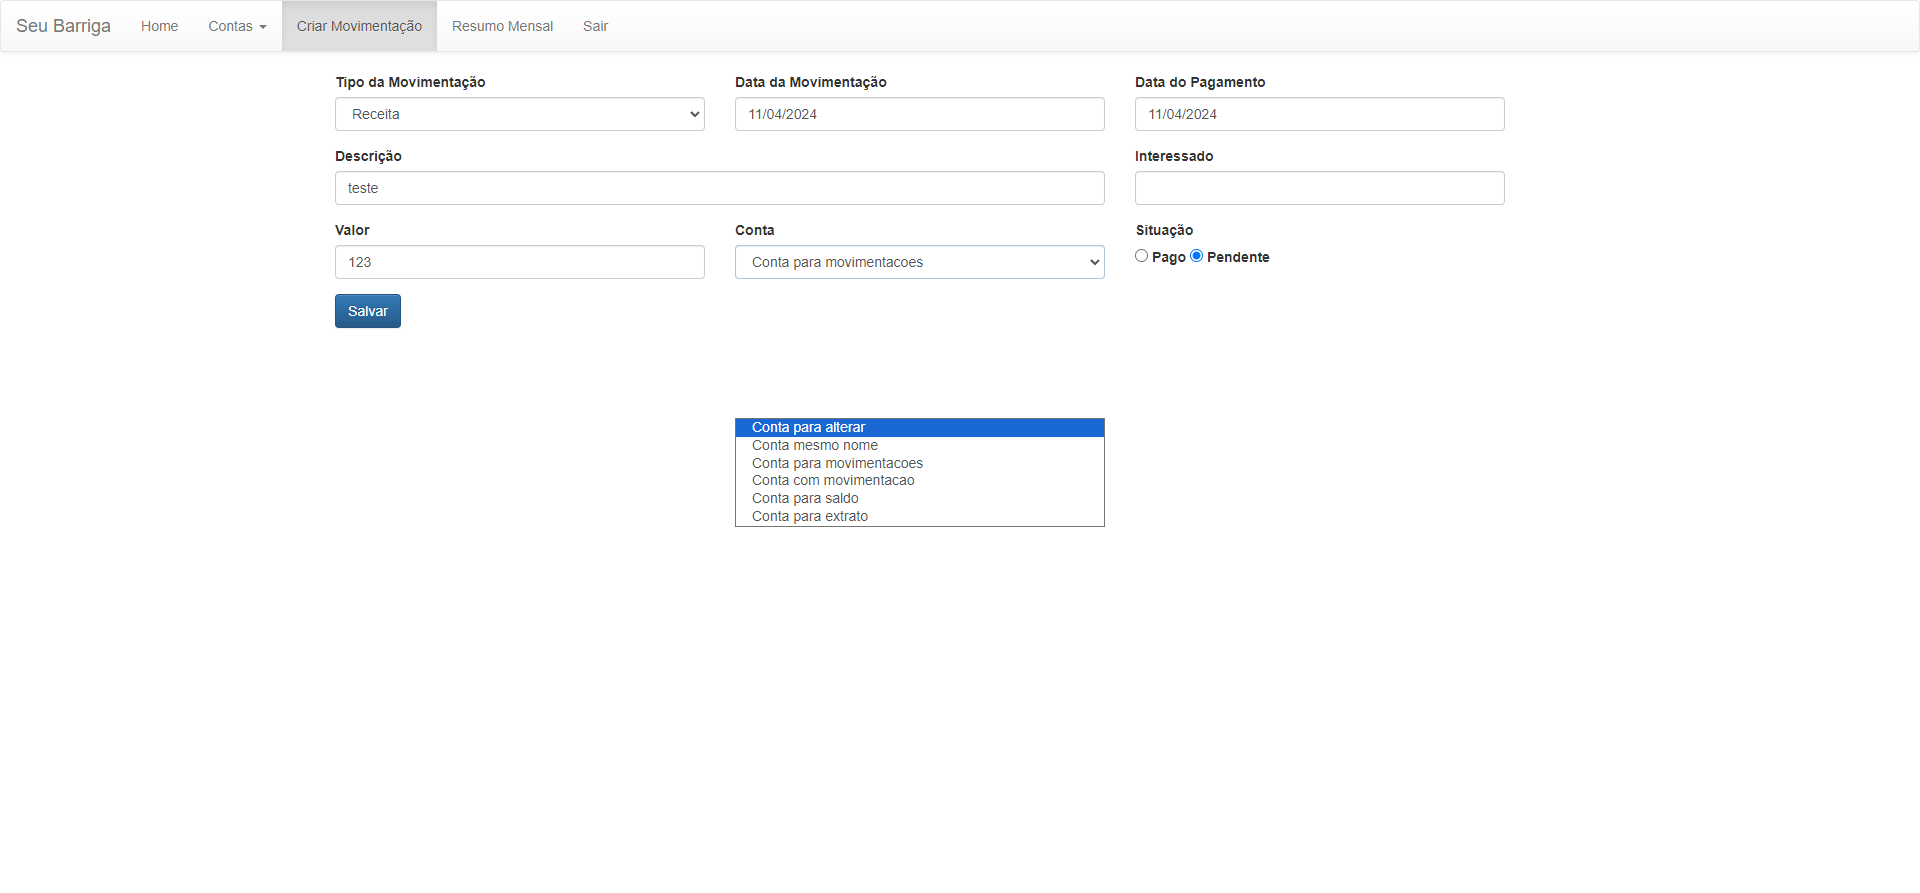 Seu Barriga Home Contas Criar Movimentação Resumo Mensal Sair
Tipo da Movimentação Data da Movimentação Data do Pagamento
Receita 11/04/2024 11/04/2024
Descrição Interessado
teste
Valor Conta Situação
123 Conta para movimentacoes Pago Pendente
Salvar
Conta para alterar
Conta mesmo nome
Conta para movimentacoes
Conta com movimentacao
Conta para saldo
Conta para extrato